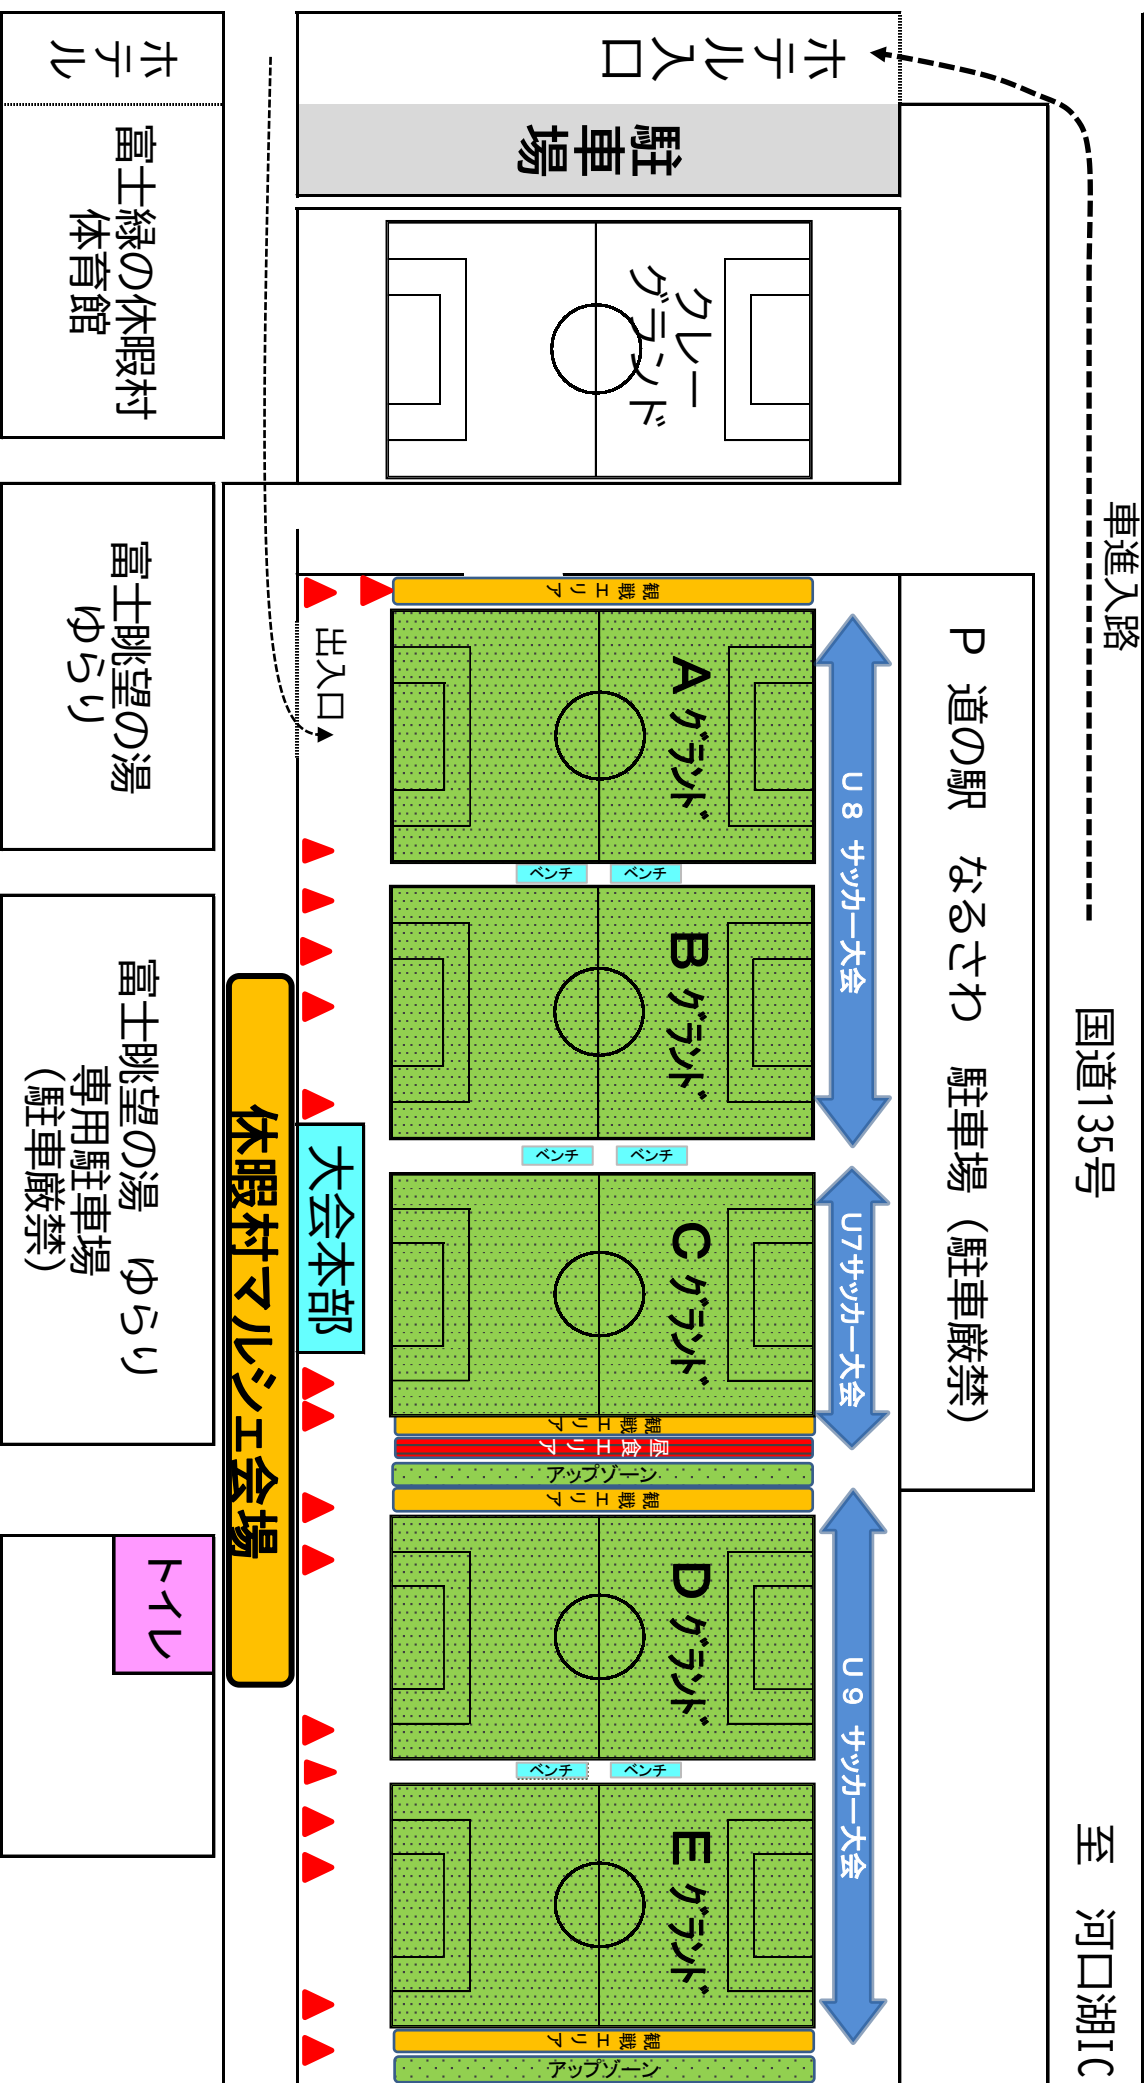 ホテル入口
駐車場
ホテル
富士緑の休暇村
体育館
クレー
グランド
車進入路
国道135号
至　河口湖IC
P　道の駅　なるさわ　駐車場（駐車厳禁）
富士眺望の湯
ゆらり
出入口
観戦エリア
Aグランド
U8 サッカー大会
ベンチ
ベンチ
Bグランド
ベンチ
ベンチ
Cグランド
U7サッカー大会
大会本部
休暇村マルシェ会場
富士眺望の湯　ゆらり
専用駐車場
（駐車厳禁）
観戦エリア
昼食エリア
アップゾーン
観戦エリア
Dグランド
U9 サッカー大会
トイレ
ベンチ
ベンチ
Eグランド
観戦エリア
アップゾーン